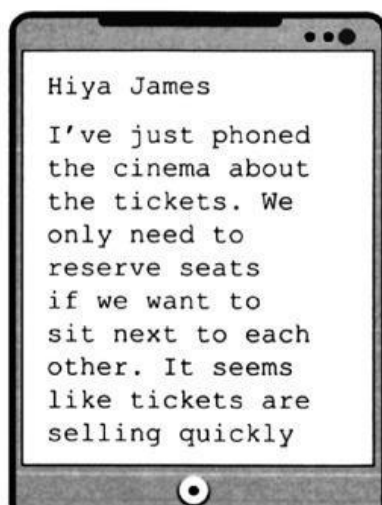 Hiya James
I've just phoned
the cinema about
the tickets. We
only need to
reserve seats
if we want to
sit next to each
other. It seems
like tickets are
selling quickly